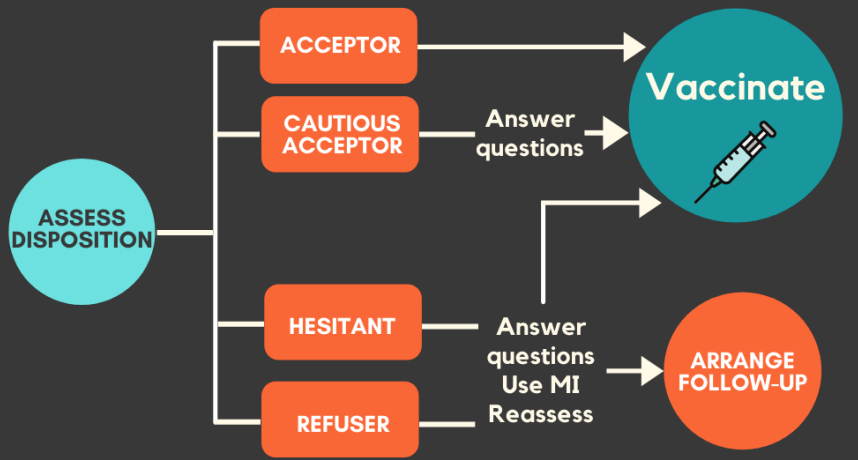 ACCEPTOR
Vaccinate
CAUTIOUS
ACCEPTOR
Answer
questions
ASSESS
DISPOSITION
HESITANT
Answer
questions
Use MI
Reassess
REFUSER
ARRANGE
FOLLOW-UP